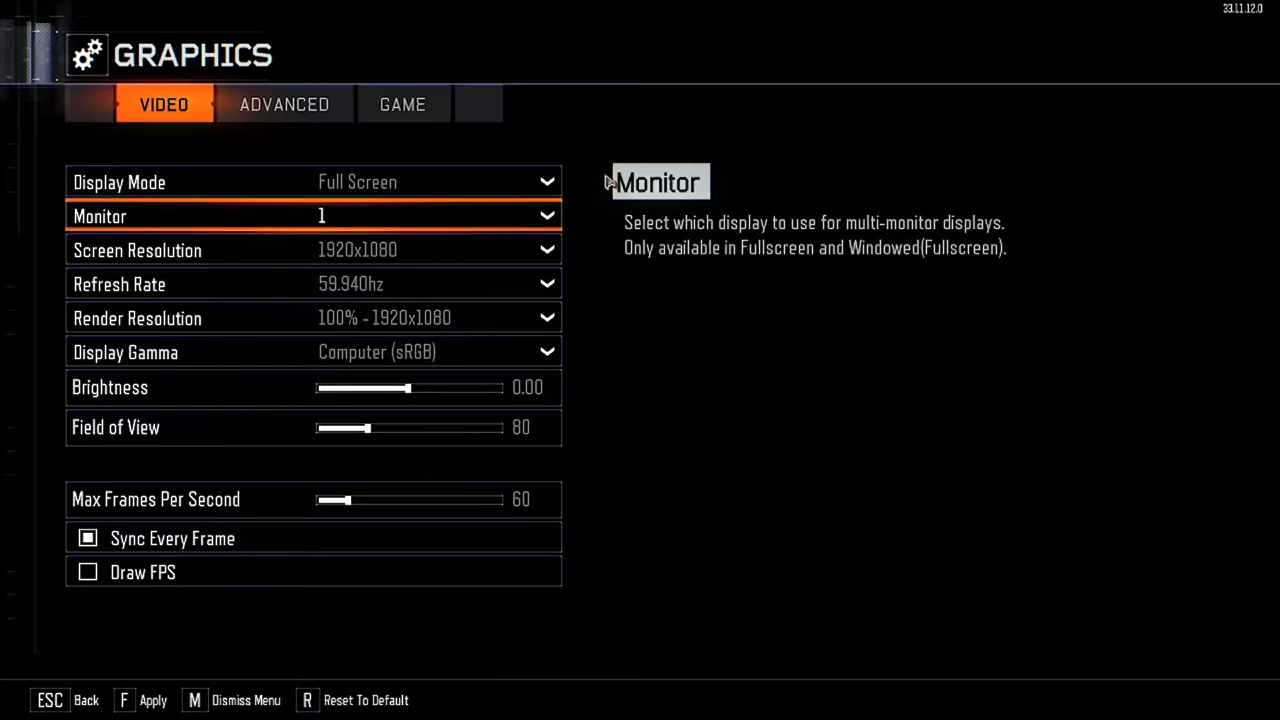 33.11.12.0
GRAPHICS
VIDEO ADVANCED GAME
Display Mode Full Screen
Monitor 1
Screen Resolution 1920x1080
Refresh Rate 59.940hz
Render Resolution 100% - 1920x1080
Display Gamma Computer (sRGB)
Brightness 0.00
Field of View 80
Max Frames Per Second 60
Sync Every Frame
Draw FPS
Monitor
Select which display to use for multi-monitor displays.
Only available in Fullscreen and Windowed(Fullscreen).
ESC Back F Apply M Dismiss Menu R Reset To Default